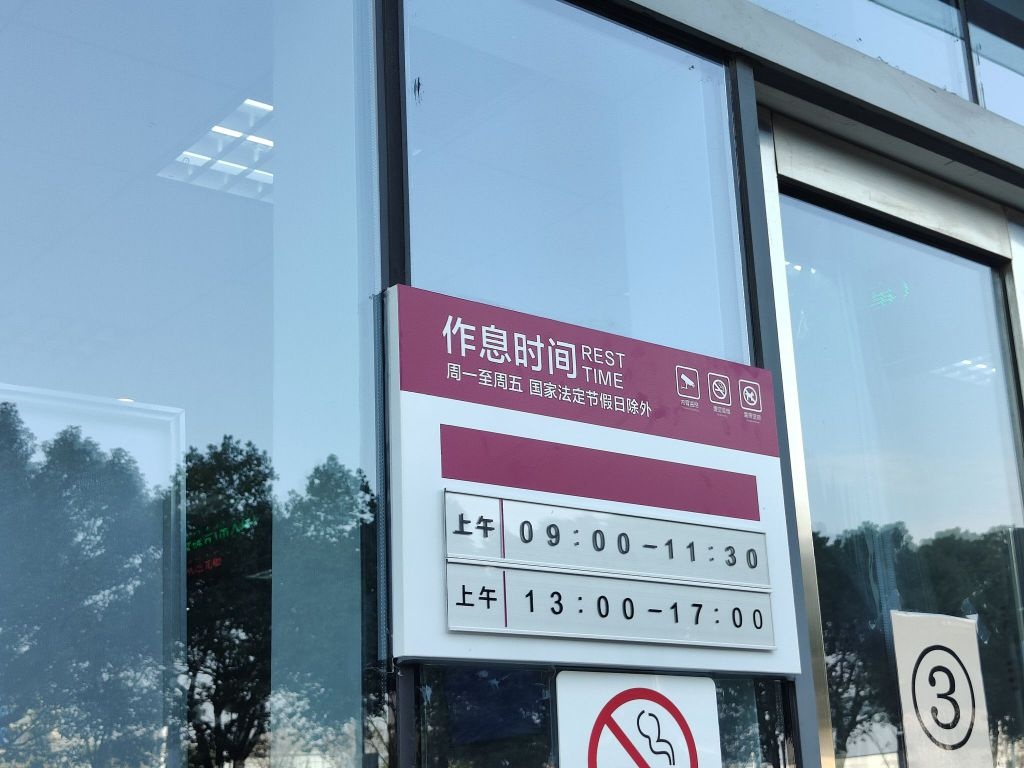 作息时间
REST
TIME
周一至周五 国家法定节假日除外
上午 09:00-11:30
上午 13:00-17:00
③